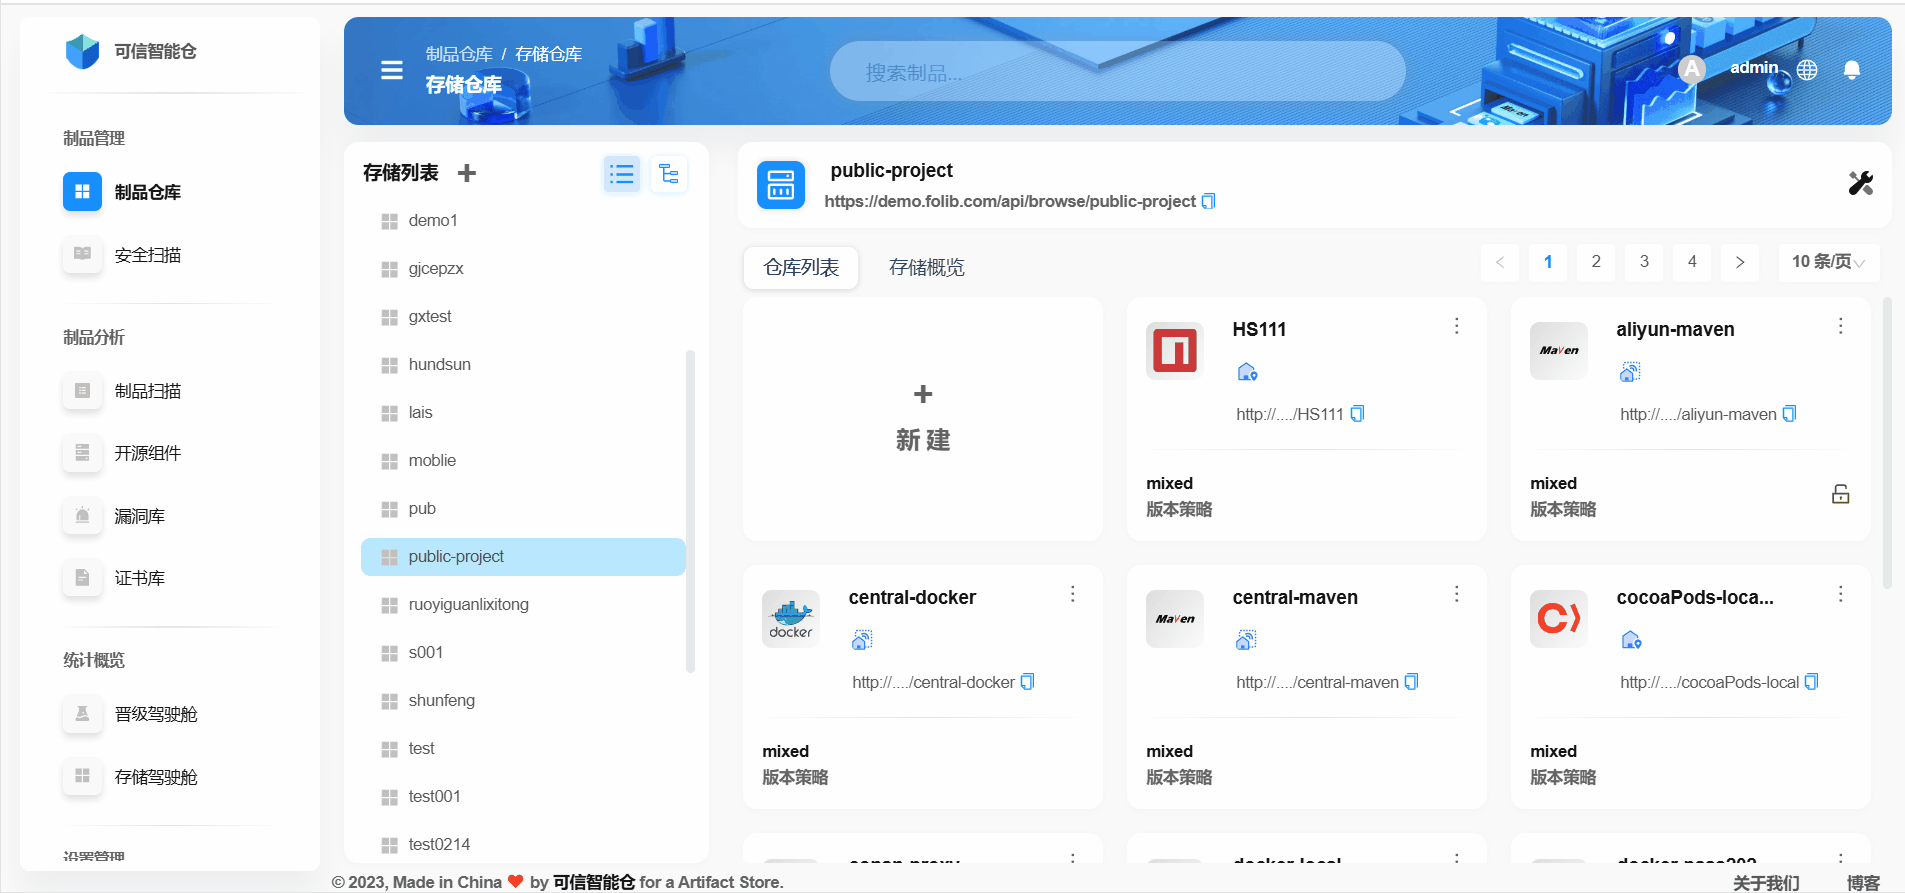 可信智能仓
制品管理
制品仓库
安全扫描
制品分析
制品扫描
开源组件
漏洞库
证书库
统计概览
晋级驾驶舱
存储驾驶舱
设置管理
制品仓库 / 存储仓库
存储仓库
搜索制品...
A
admin
存储列表
demo1
gjcepzx
gxtest
hundsun
lais
moblie
pub
public-project
ruoyiguanlixitong
s001
shunfeng
test
test001
test0214
public-project
https://demo.folib.com/api/browse/public-project
仓库列表
存储概览
1 2 3 4
10 条/页
新 建
HS111
http://..../HS111
mixed
版本策略
Maven
aliyun-maven
http://..../aliyun-maven
mixed
版本策略
docker
central-docker
http://..../central-docker
mixed
版本策略
Maven
central-maven
http://..../central-maven
mixed
版本策略
cocoaPods-loca...
http://..../cocoaPods-local
mixed
版本策略
conan-proxy
docker-local
© 2023, Made in China ❤ by 可信智能仓 for a Artifact Store.
关于我们
博客